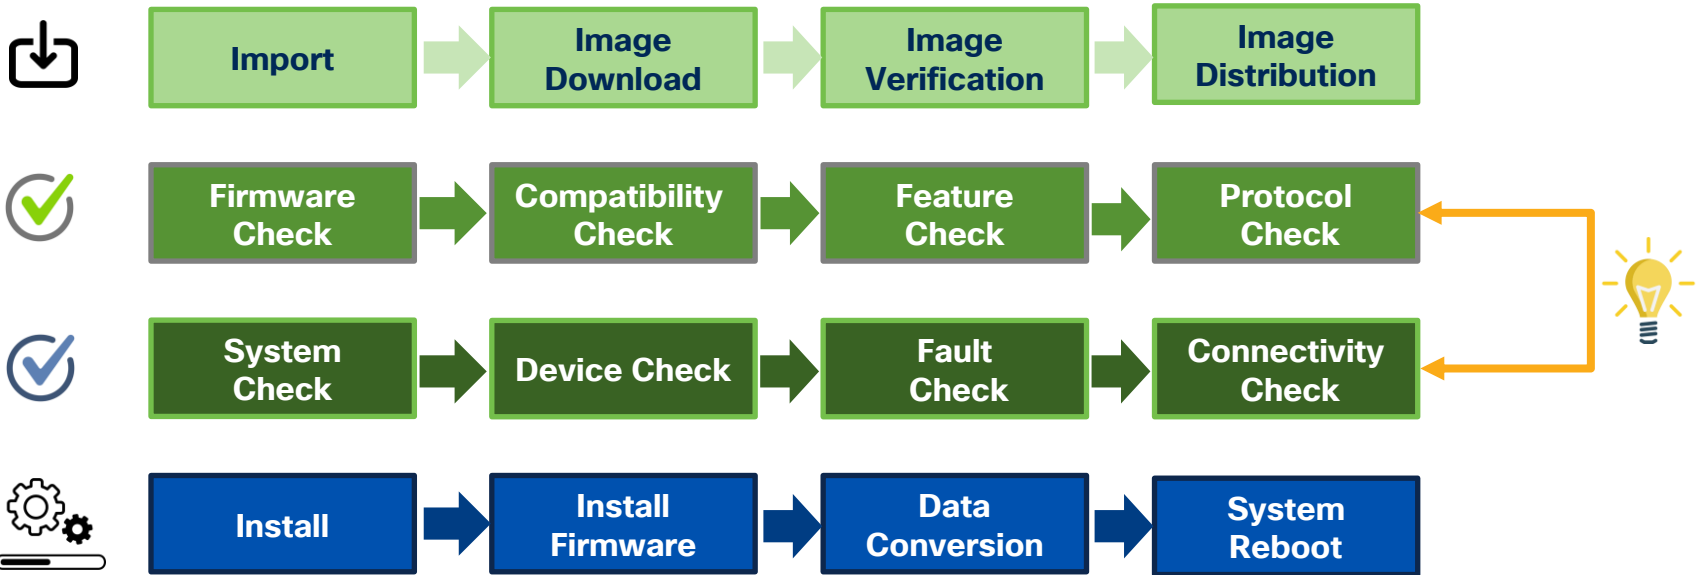 Import
Image
Download
Image
Verification
Image
Distribution
Firmware
Check
Compatibility
Check
Feature
Check
Protocol
Check
System
Check
Device Check
Fault
Check
Connectivity
Check
Install
Install
Firmware
Data
Conversion
System
Reboot